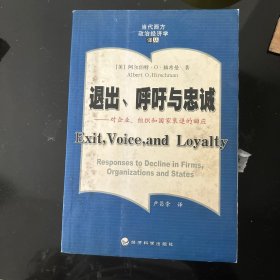 当代西方
政治经济学
译丛
[美] 阿尔伯特·O·赫希曼 著
Albert O.Hirschman
退出、呼吁与忠诚
——对企业、组织和国家衰退的回应
Exit,Voice,and Loyalty
Responses to Decline in Firms,
Organizations and States
卢昌崇 译
经济科学出版社